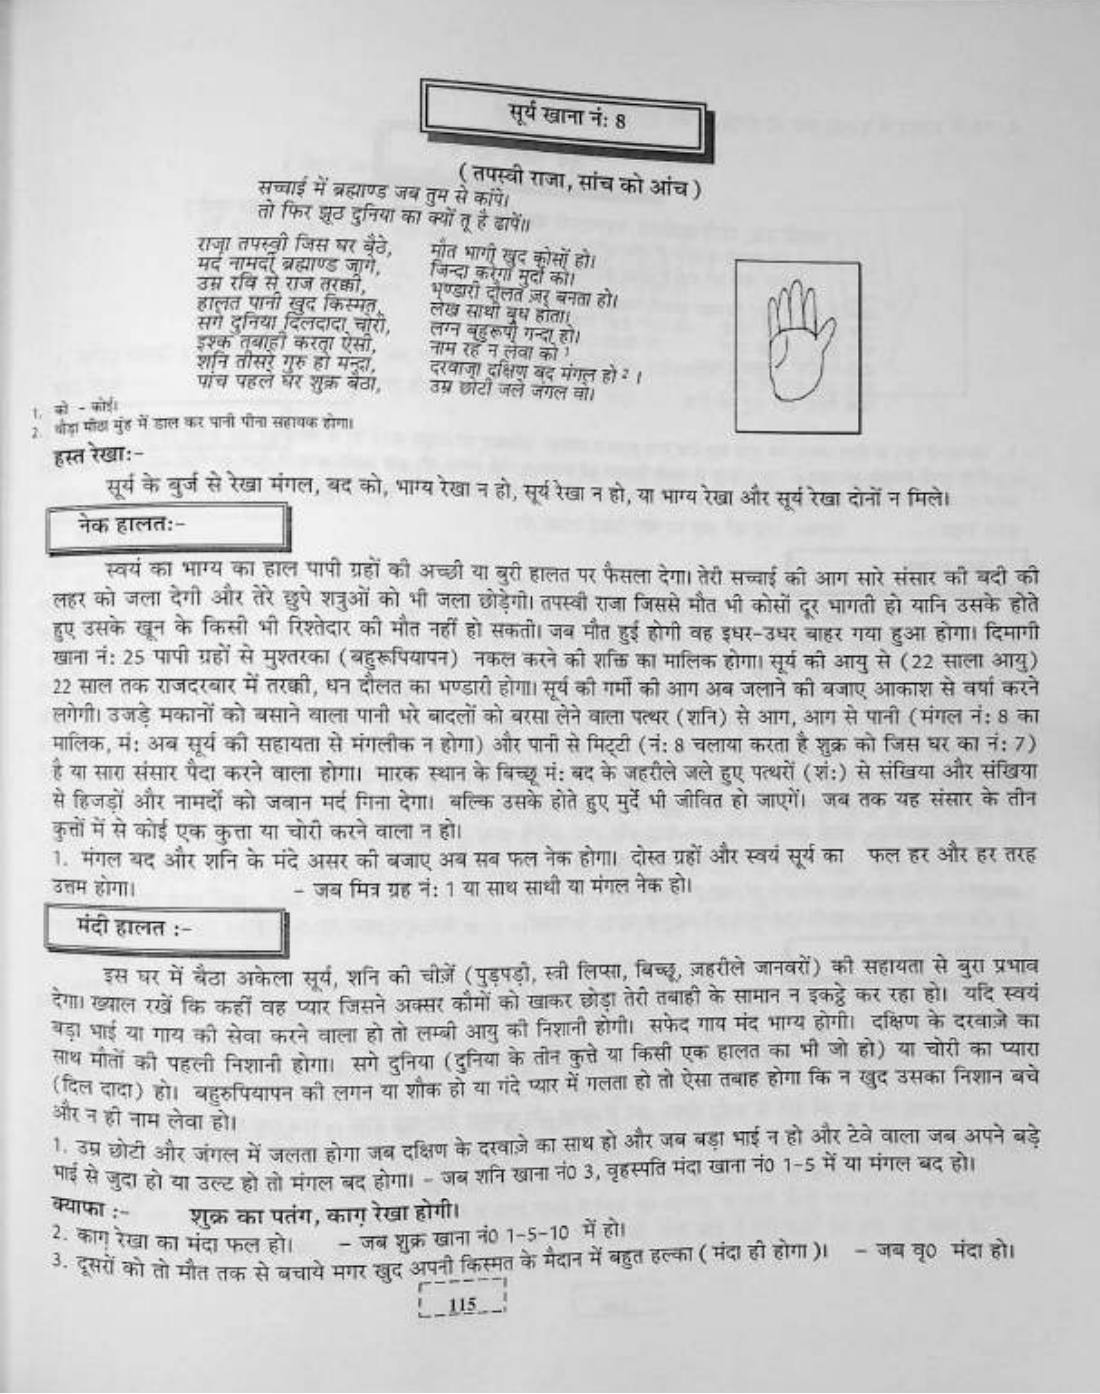 सूर्य खाना नं: 8
( तपस्वी राजा, सांच को आंच )
सच्चाई में ब्रह्माण्ड जब तुम से कांपे।
तो फिर झूठ दुनिया का क्यों तू है ढापें॥
राजा तपस्वी जिस घर बैठे, मौत भागी खुद कोसों हो।
मर्द नामर्दो ब्रह्माण्ड जागे, जिन्दा करेगा मुर्दा को।
उम्र रवि से राज तरक्की, भण्डारी दौलत ज़र बनता हो।
हालत पानी खुद किस्मत, लेख साथी बुध होता।
सगे दुनिया दिलदादा चोरी, लग्न बहुरूपी गन्दा हो।
इश्क तबाही करता ऐसी, नाम रहे न लेवा को 1
शनि तीसरे गुरु हो मन्दा, दरवाजा दक्षिण बद मंगल हो 2 ।
पांच पहले घर शुक्र बैठा, उम्र छोटी जले जंगल वो।
1. को - कोई।
2. थोड़ा मीठा मुंह में डाल कर पानी पीना सहायक होगा।
हस्त रेखा:-
सूर्य के बुर्ज से रेखा मंगल, बद को, भाग्य रेखा न हो, सूर्य रेखा न हो, या भाग्य रेखा और सूर्य रेखा दोनों न मिले।
नेक हालत:-
स्वयं का भाग्य का हाल पापी ग्रहों की अच्छी या बुरी हालत पर फैसला देगा। तेरी सच्चाई की आग सारे संसार की बदी की
लहर को जला देगी और तेरे छुपे शत्रुओं को भी जला छोड़ेगी। तपस्वी राजा जिससे मौत भी कोसों दूर भागती हो यानि उसके होते
हुए उसके खून के किसी भी रिश्तेदार की मौत नहीं हो सकती। जब मौत हुई होगी वह इधर-उधर बाहर गया हुआ होगा। दिमागी
खाना नं: 25 पापी ग्रहों से मुश्तरका (बहुरूपियापन) नकल करने की शक्ति का मालिक होगा। सूर्य की आयु से (22 साला आयु)
22 साल तक राजदरबार में तरक्की, धन दौलत का भण्डारी होगा। सूर्य की गर्मी की आग अब जलाने की बजाए आकाश से वर्षा करने
लगेगी। उजड़े मकानों को बसाने वाला पानी भरे बादलों को बरसा लेने वाला पत्थर (शनि) से आग, आग से पानी (मंगल नं: 8 का
मालिक, मं: अब सूर्य की सहायता से मंगलीक न होगा) और पानी से मिट्टी (नं: 8 चलाया करता है शुक्र को जिस घर का नं: 7)
है या सारा संसार पैदा करने वाला होगा। मारक स्थान के बिच्छू मं: बद के जहरीले जले हुए पत्थरों (शं:) से संखिया और संखिया
से हिजड़ों और नामर्दो को जवान मर्द गिना देगा। बल्कि उसके होते हुए मुर्दे भी जीवित हो जाएगें। जब तक यह संसार के तीन
कुत्तों में से कोई एक कुत्ता या चोरी करने वाला न हो।
1. मंगल बद और शनि के मंदे असर की बजाए अब सब फल नेक होगा। दोस्त ग्रहों और स्वयं सूर्य का फल हर और हर तरह
उत्तम होगा। - जब मित्र ग्रह नं: 1 या साथ साथी या मंगल नेक हो।
मंदी हालत :-
इस घर में बैठा अकेला सूर्य, शनि की चीज़ें (पुड़पड़ी, स्त्री लिप्सा, बिच्छू, ज़हरीले जानवरों) की सहायता से बुरा प्रभाव
देगा। ख्याल रखें कि कहीं वह प्यार जिसने अक्सर कौमों को खाकर छोड़ा तेरी तबाही के सामान न इकट्ठे कर रहा हो। यदि स्वयं
बड़ा भाई या गाय की सेवा करने वाला हो तो लम्बी आयु की निशानी होगी। सफेद गाय मंद भाग्य होगी। दक्षिण के दरवाज़े का
साथ मौतों की पहली निशानी होगा। सगे दुनिया (दुनिया के तीन कुत्ते या किसी एक हालत का भी जो हो) या चोरी का प्यारा
(दिल दादा) हो। बहुरुपियापन की लगन या शौक हो या गंदे प्यार में गलता हो तो ऐसा तबाह होगा कि न खुद उसका निशान बचे
और न ही नाम लेवा हो।
1. उम्र छोटी और जंगल में जलता होगा जब दक्षिण के दरवाज़े का साथ हो और जब बड़ा भाई न हो और टेवे वाला जब अपने बड़े
भाई से जुदा हो या उल्ट हो तो मंगल बद होगा। - जब शनि खाना नं0 3, वृहस्पति मंदा खाना नं0 1-5 में या मंगल बद हो।
क्याफा :- शुक्र का पतंग, काग़ रेखा होगी।
2. काग़ रेखा का मंदा फल हो। - जब शुक्र खाना नं0 1-5-10 में हो।
3. दूसरों को तो मौत तक से बचाये मगर खुद अपनी किस्मत के मैदान में बहुत हल्का ( मंदा ही होगा )। - जब वृ0 मंदा हो।
115